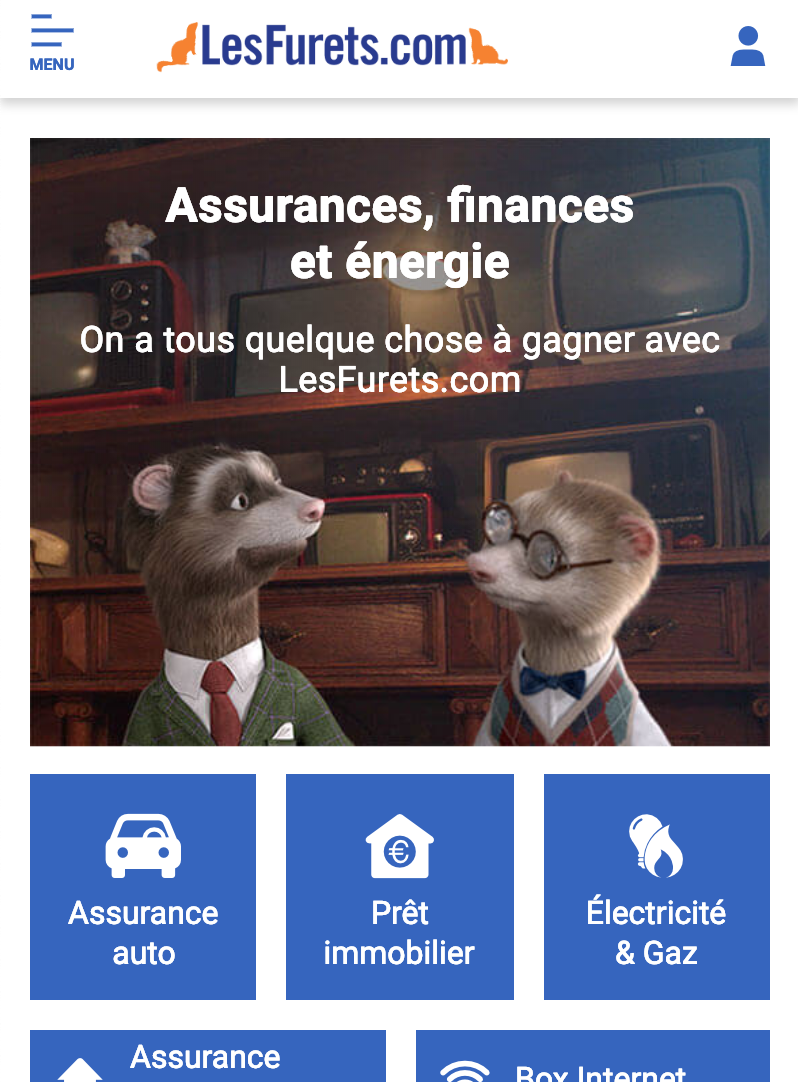 LesFurets.com
MENU
Assurances, finances
et énergie
On a tous quelque chose à gagner avec
LesFurets.com
Assurance
auto
Prêt
immobilier
Électricité
& Gaz
Assurance
Box Internet